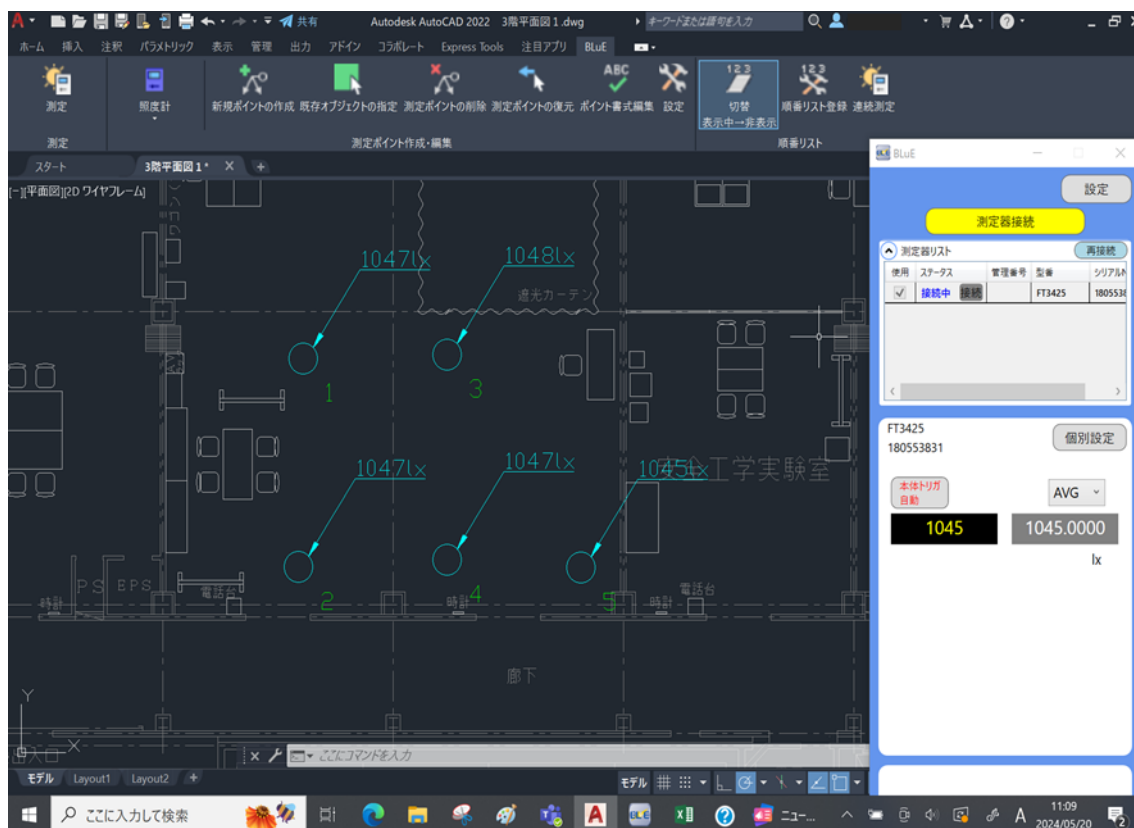 共有 Autodesk AutoCAD 2022 3階平面図1.dwg キーワードまたは語句を入力
ホーム 挿入 注釈 パラメトリック 表示 管理 出力 アドイン コラボレート Express Tools 注目アプリ BLuE
測定 照度計 新規ポイントの作成 既存オブジェクトの指定 測定ポイントの削除 測定ポイントの復元 ポイント書式編集 設定 切替 順番リスト登録 連続測定
表示中→非表示
測定 測定ポイント作成・編集 順番リスト
スタート 3階平面図1* X +
[-][平面図][2D ワイヤフレーム]
1047lx 1048lx
遮光カーテン
1 3
1047lx 1047lx 1045lx
安全工学実験室
PS EPS 電話台 電話台
2 4 5
時計 時計 時計
廊下
Y
X
ここにコマンドを入力
モデル Layout1 Layout2 + モデル
BLuE
設定
測定器接続
測定器リスト 再接続
使用 ステータス 管理番号 型番 シリアルN
接続中 接続 FT3425 1805538
FT3425
180553831
個別設定
本体トリガ
自動
AVG
1045 1045.0000
lx
ここに入力して検索 ニュー... A 11:09
2024/05/20